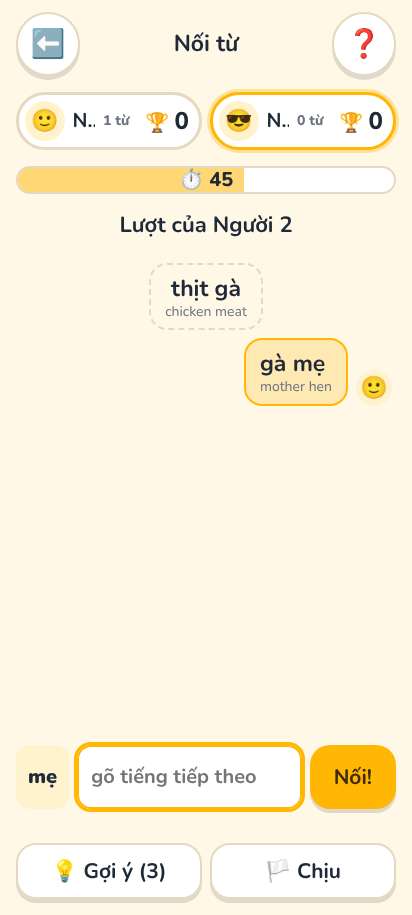 Nối từ
N.. 1 từ 0
N.. 0 từ 0
45
Lượt của Người 2
thịt gà
chicken meat
gà mẹ
mother hen
mẹ gõ tiếng tiếp theo Nối!
Gợi ý (3) Chịu